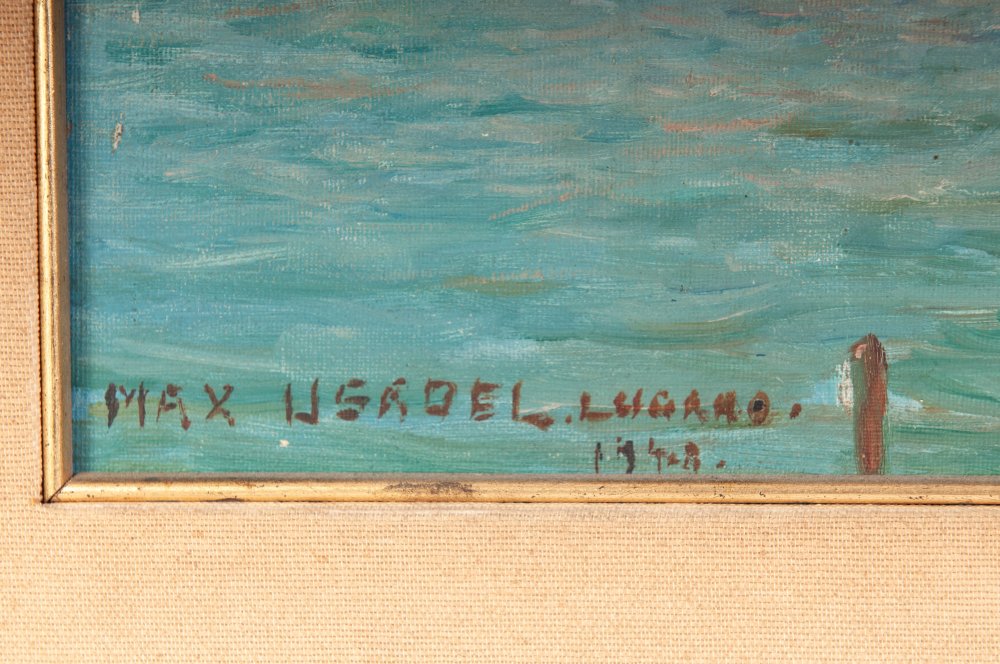 MAX USADEL. LUGANO.
1948.